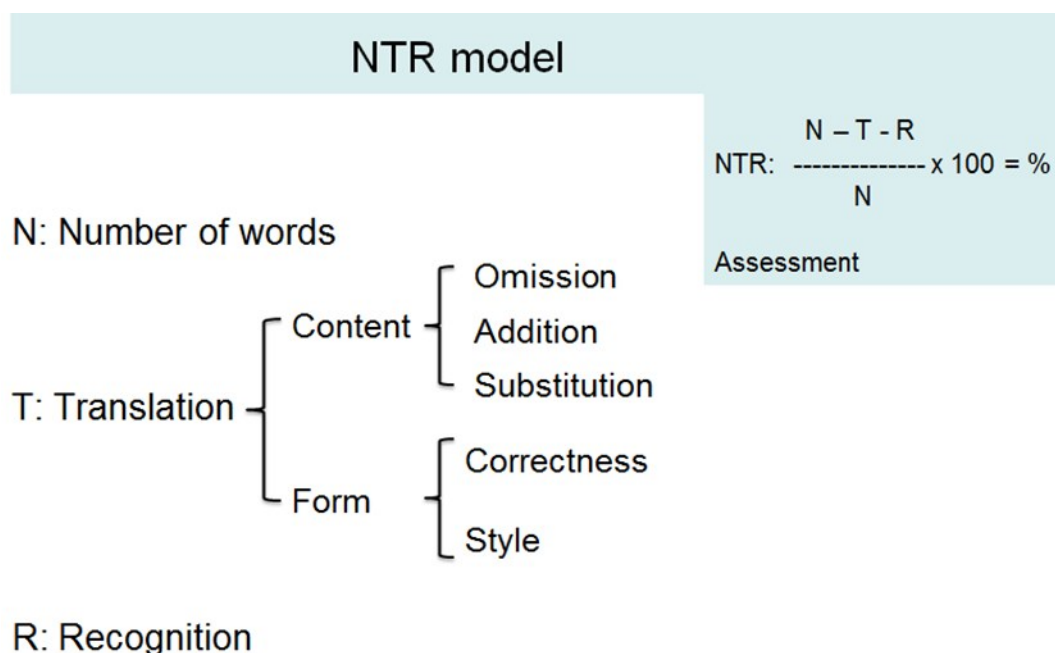 NTR model
N – T - R
NTR: -------------- x 100 = %
N
Assessment
N: Number of words
T: Translation
Content
Omission
Addition
Substitution
Form
Correctness
Style
R: Recognition